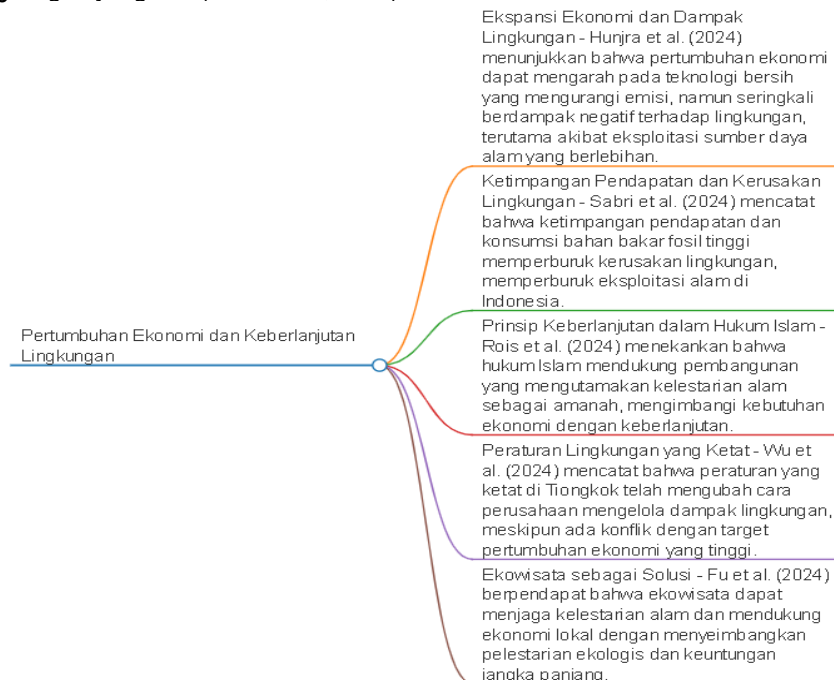 Ekspansi Ekonomi dan Dampak
Lingkungan - Hunjra et al. (2024)
menunjukkan bahwa pertumbuhan ekonomi
dapat mengarah pada teknologi bersih
yang mengurangi emisi, namun seringkali
berdampak negatif terhadap lingkungan,
terutama akibat eksploitasi sumber daya
alam yang berlebihan.
Ketimpangan Pendapatan dan Kerusakan
Lingkungan - Sabri et al. (2024) mencatat
bahwa ketimpangan pendapatan dan
konsumsi bahan bakar fosil tinggi
memperburuk kerusakan lingkungan,
memperburuk eksploitasi alam di
Indonesia.
Pertumbuhan Ekonomi dan Keberlanjutan
Lingkungan
Prinsip Keberlanjutan dalam Hukum Islam -
Rois et al. (2024) menekankan bahwa
hukum Islam mendukung pembangunan
yang mengutamakan kelestarian alam
sebagai amanah, mengimbangi kebutuhan
ekonomi dengan keberlanjutan.
Peraturan Lingkungan yang Ketat - Wu et
al. (2024) mencatat bahwa peraturan yang
ketat di Tiongkok telah mengubah cara
perusahaan mengelola dampak lingkungan,
meskipun ada konflik dengan target
pertumbuhan ekonomi yang tinggi.
Ekowisata sebagai Solusi - Fu et al. (2024)
berpendapat bahwa ekowisata dapat
menjaga kelestarian alam dan mendukung
ekonomi lokal dengan menyeimbangkan
pelestarian ekologis dan keuntungan
jangka panjang.